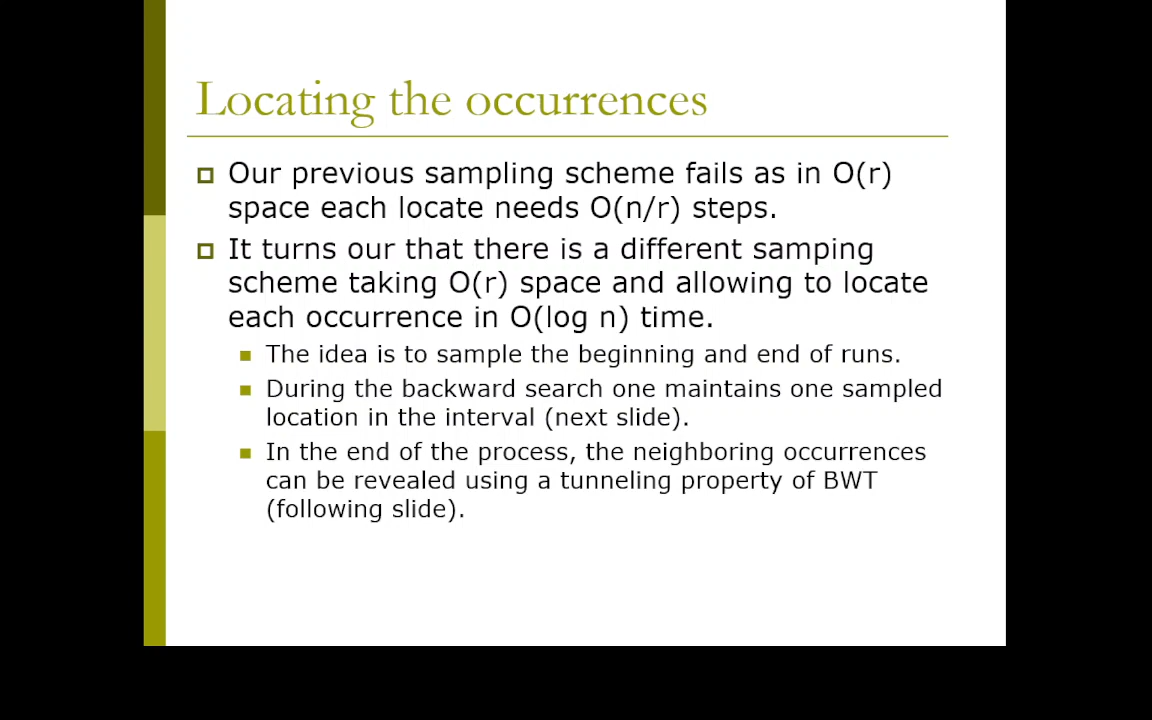 Locating the occurrences
Our previous sampling scheme fails as in O(r)
space each locate needs O(n/r) steps.
It turns our that there is a different samping
scheme taking O(r) space and allowing to locate
each occurrence in O(log n) time.
The idea is to sample the beginning and end of runs.
During the backward search one maintains one sampled
location in the interval (next slide).
In the end of the process, the neighboring occurrences
can be revealed using a tunneling property of BWT
(following slide).